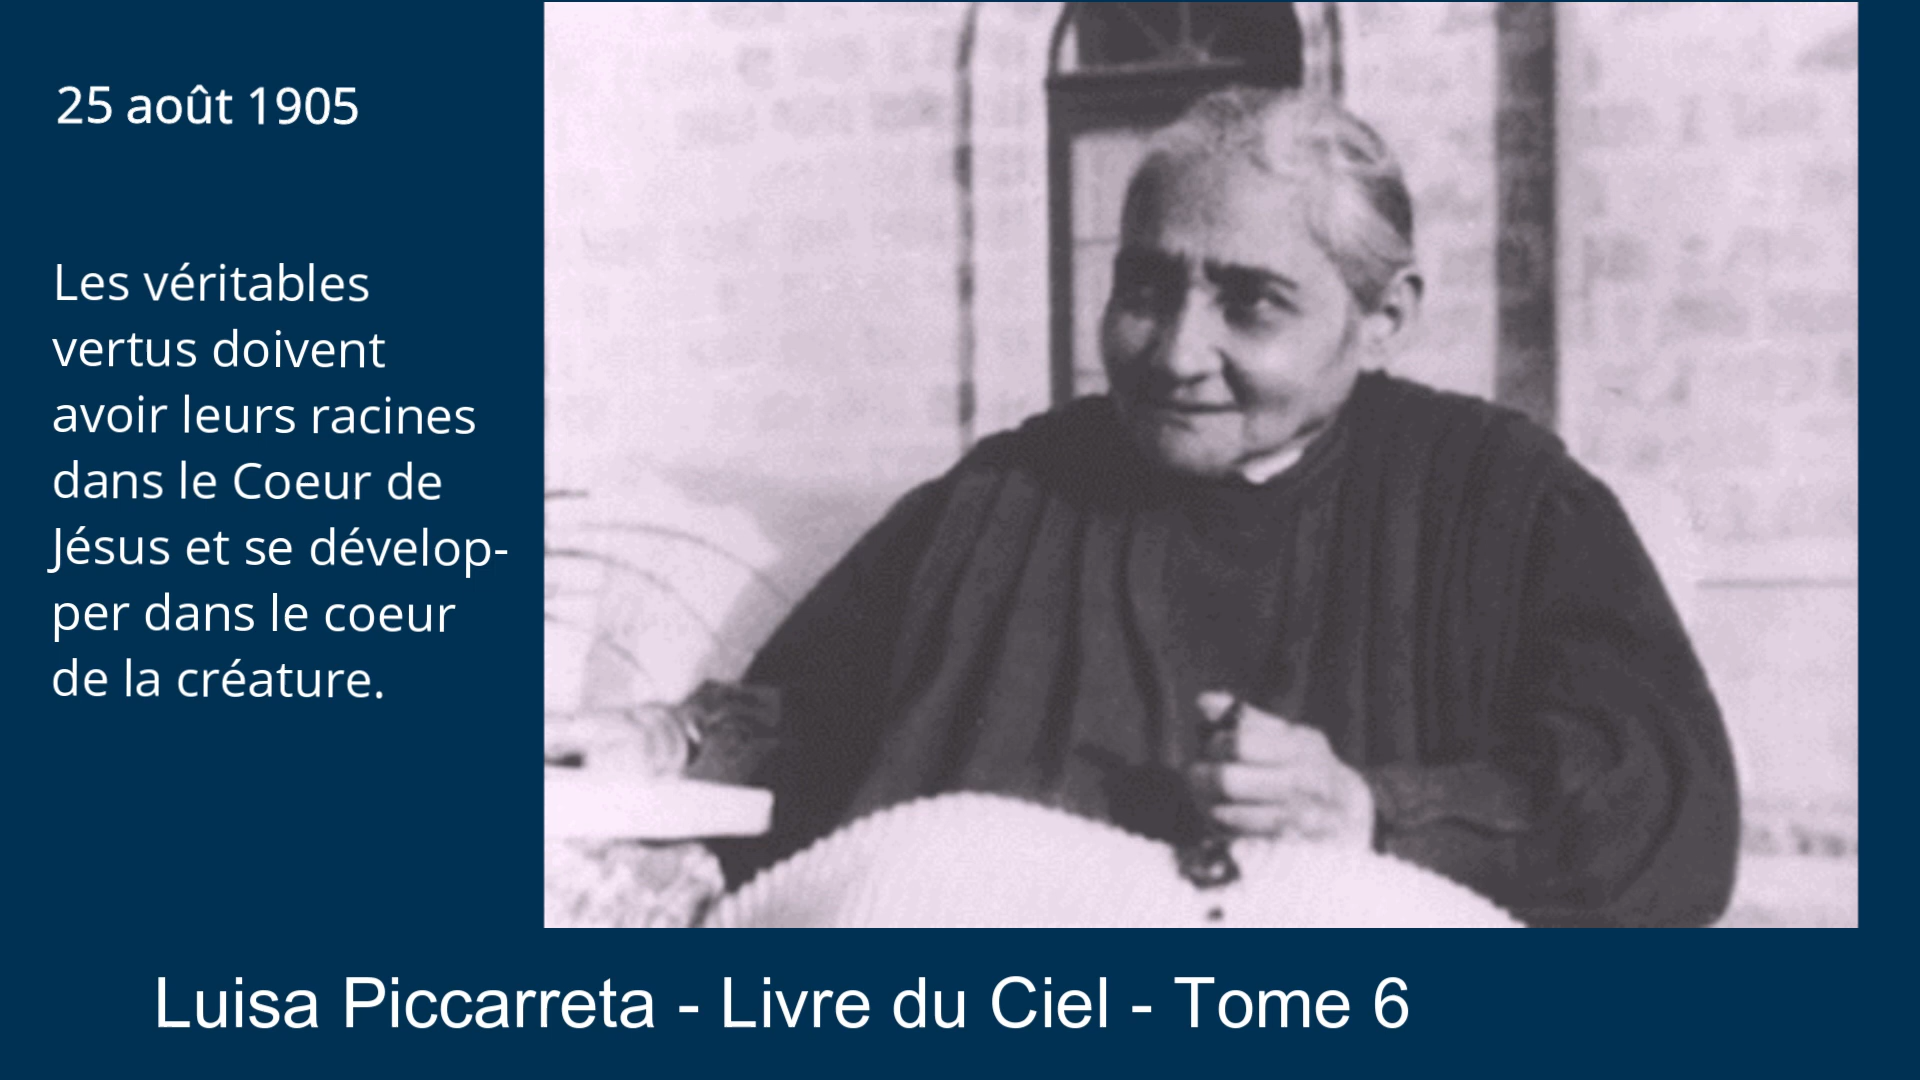 25 août 1905
Les véritables
vertus doivent
avoir leurs racines
dans le Coeur de
Jésus et se dévelop-
per dans le coeur
de la créature.
Luisa Piccarreta - Livre du Ciel - Tome 6